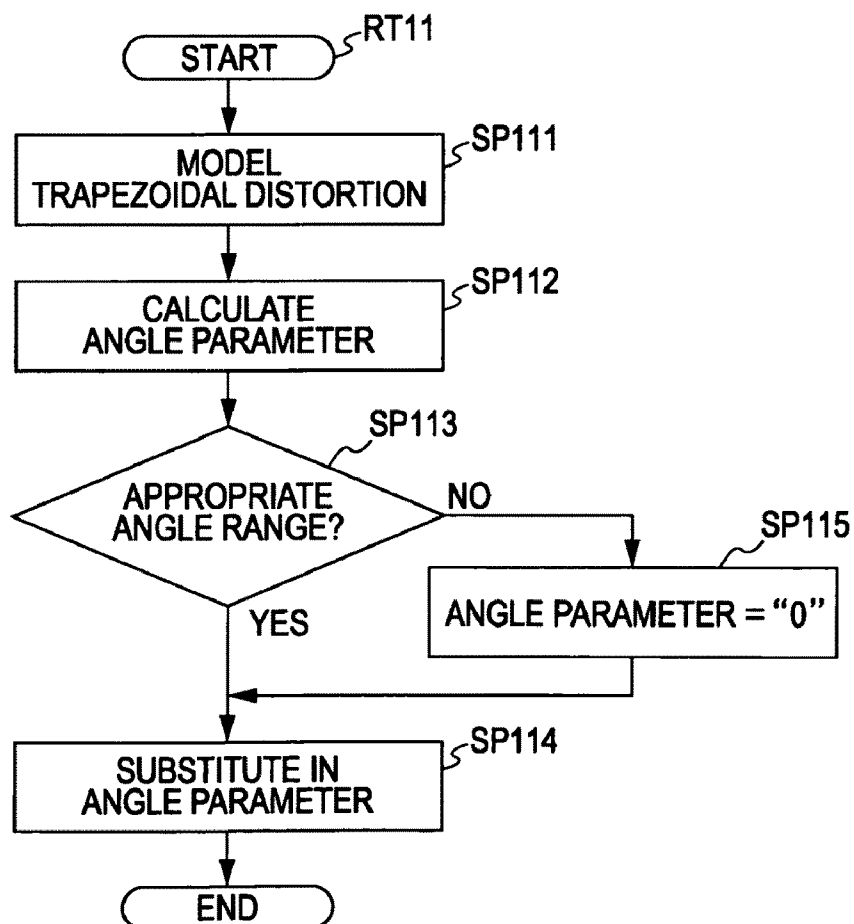 START
RT11
MODEL
TRAPEZOIDAL DISTORTION
SP111
CALCULATE
ANGLE PARAMETER
SP112
APPROPRIATE
ANGLE RANGE?
SP113
NO
YES
SP115
ANGLE PARAMETER = “0”
SUBSTITUTE IN
ANGLE PARAMETER
SP114
END